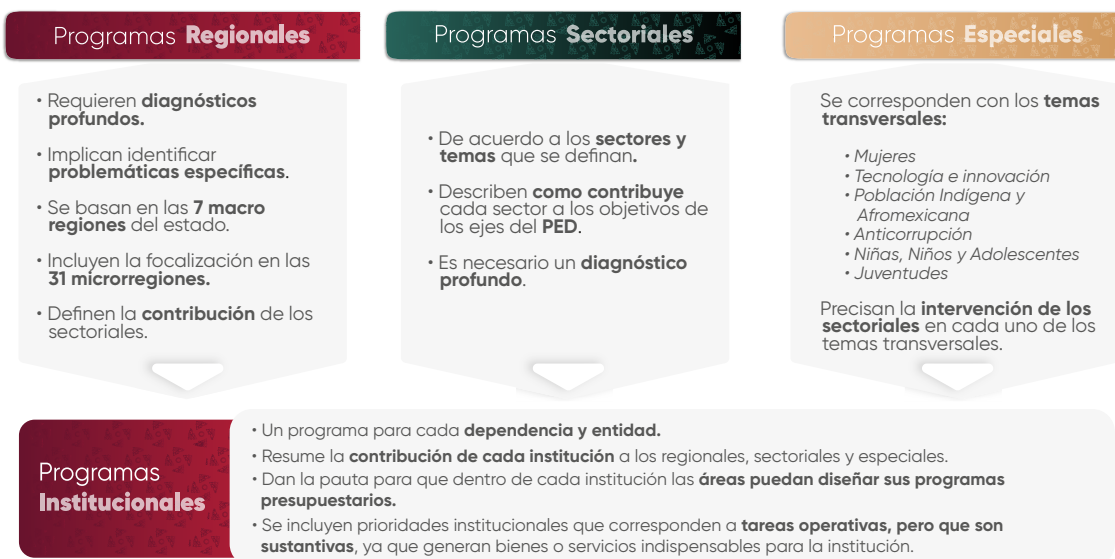 Programas Regionales
• Requieren diagnósticos
profundos.
• Implican identificar
problemáticas específicas.
• Se basan en las 7 macro
regiones del estado.
• Incluyen la focalización en las
31 microrregiones.
• Definen la contribución de los
sectoriales.
Programas Sectoriales
• De acuerdo a los sectores y
temas que se definan.
• Describen como contribuye
cada sector a los objetivos de
los ejes del PED.
• Es necesario un diagnóstico
profundo.
Programas Especiales
Se corresponden con los temas
transversales:
• Mujeres
• Tecnología e innovación
• Población Indígena y
Afromexicana
• Anticorrupción
• Niñas, Niños y Adolescentes
• Juventudes
Precisan la intervención de los
sectoriales en cada uno de los
temas transversales.
Programas
Institucionales
• Un programa para cada dependencia y entidad.
• Resume la contribución de cada institución a los regionales, sectoriales y especiales.
• Dan la pauta para que dentro de cada institución las áreas puedan diseñar sus programas
presupuestarios.
• Se incluyen prioridades institucionales que corresponden a tareas operativas, pero que son
sustantivas, ya que generan bienes o servicios indispensables para la institución.